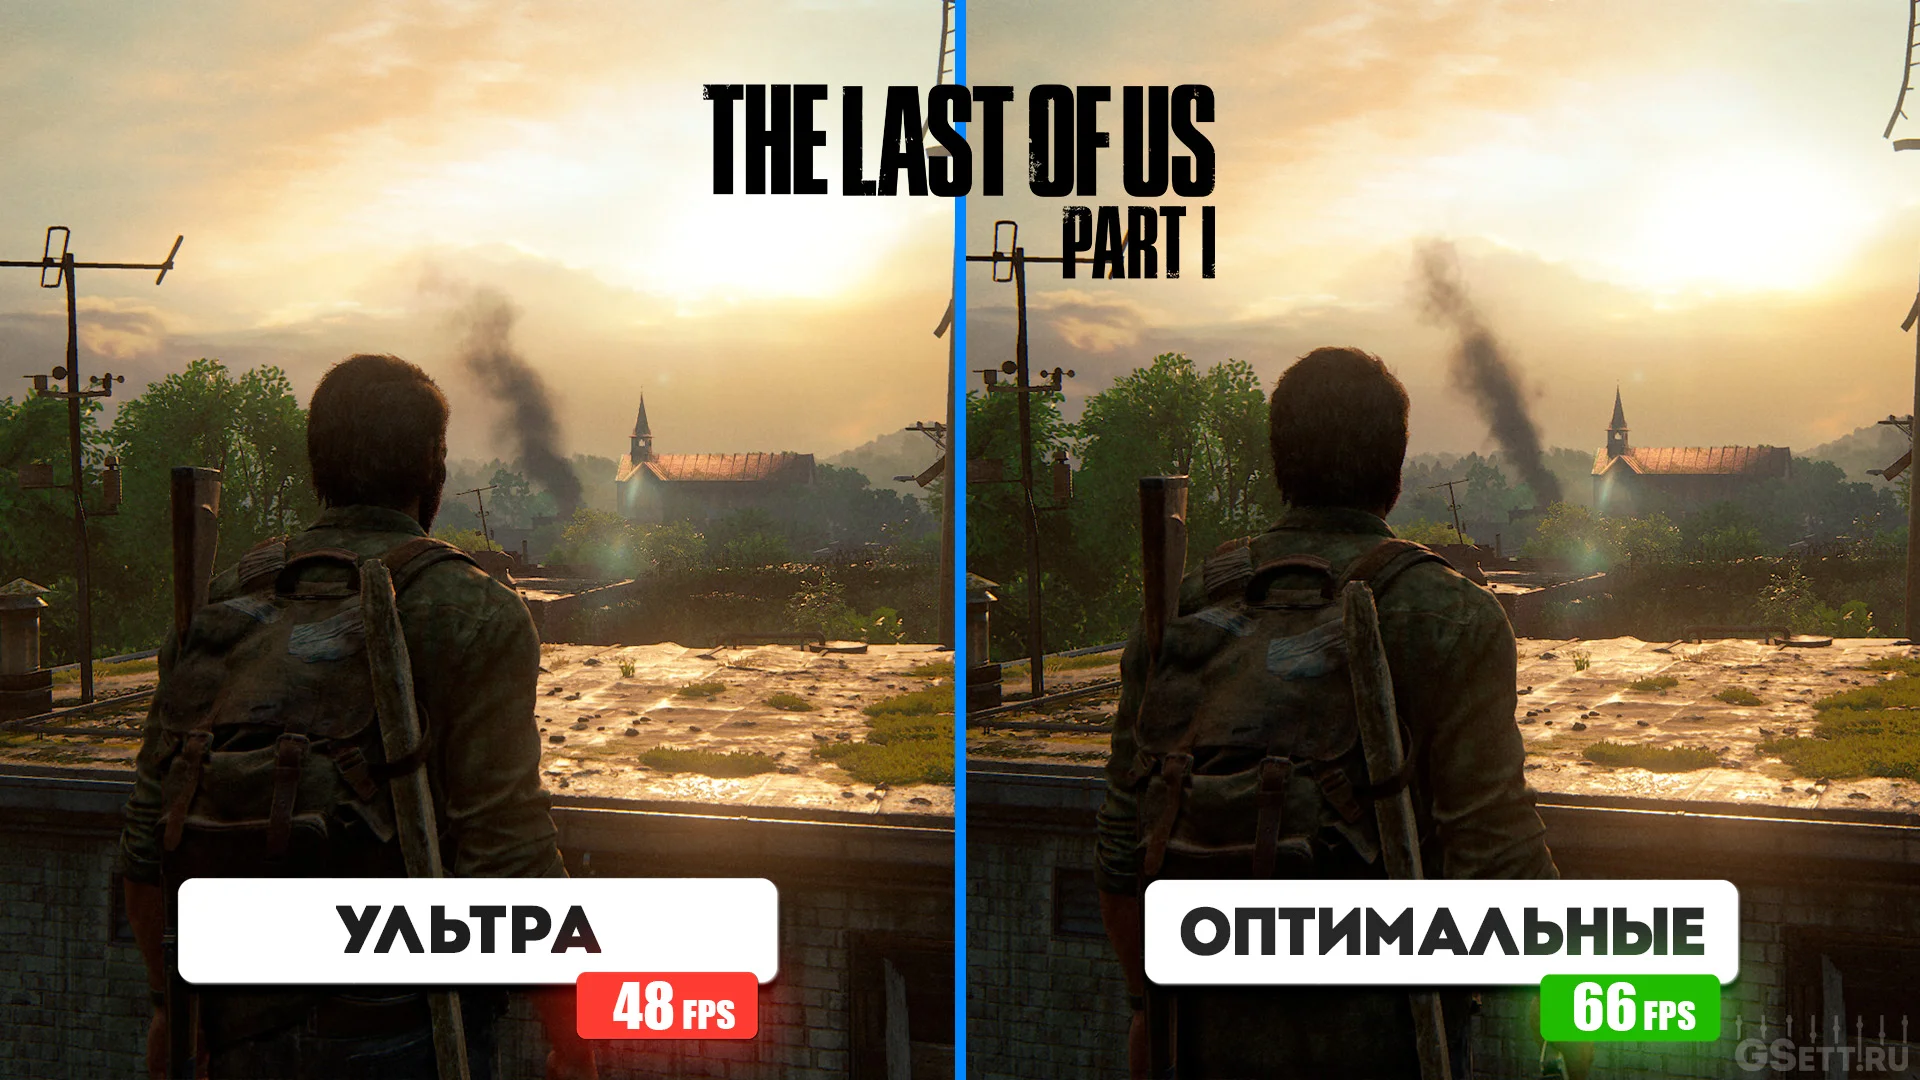 THE LAST OF US
PART I
УЛЬТРА
48 FPS
ОПТИМАЛЬНЫЕ
66 FPS
GSETT.RU